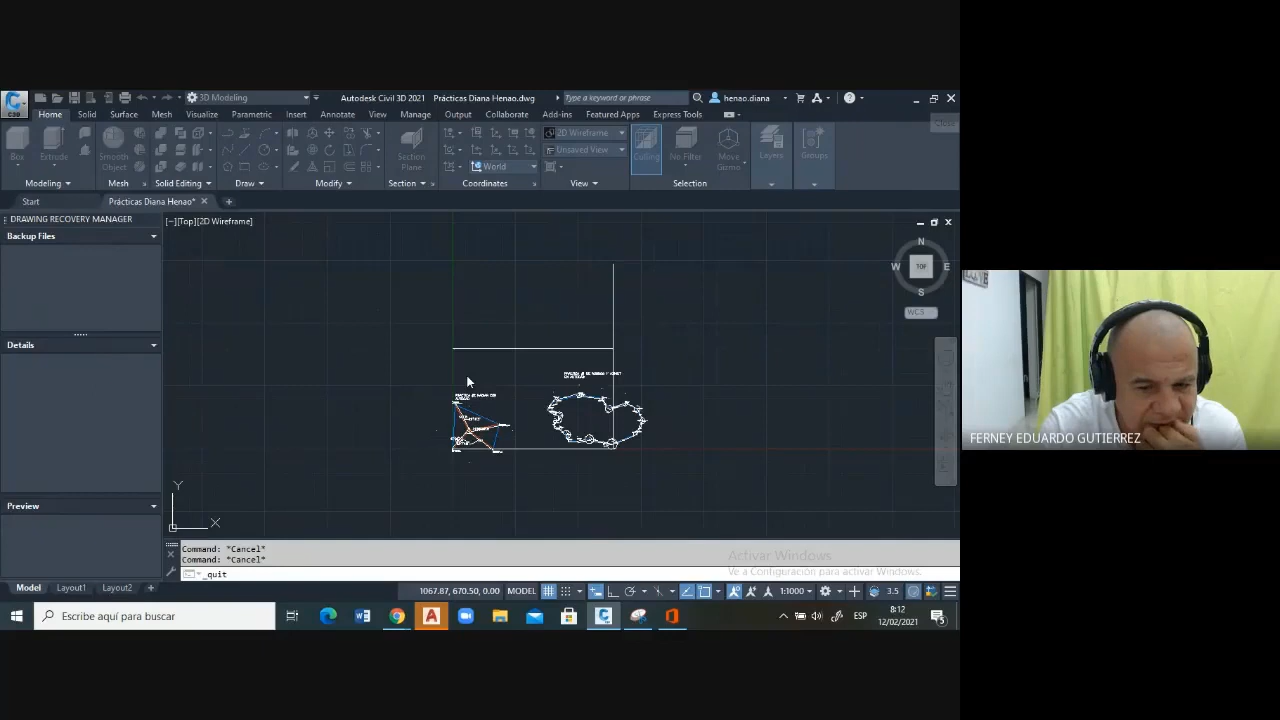 3D Modeling
Autodesk Civil 3D 2021 Prácticas Diana Henao.dwg
Type a keyword or phrase
henao.diana
C3D
Home Solid Surface Mesh Visualize Parametric Insert Annotate View Manage Output Collaborate Add-ins Featured Apps Express Tools
Close
2D Wireframe
Unsaved View
World
Box Extrude Smooth Object Section Plane Culling No Filter Move Gizmo Layers Groups
Modeling Mesh Solid Editing Draw Modify Section Coordinates View Selection
Start Prácticas Diana Henao*
DRAWING RECOVERY MANAGER
Backup Files
Details
Preview
[−][Top][2D Wireframe]
N
W TOP E
S
WCS
Y
X
Command: *Cancel*
Command: *Cancel*
_quit
Activar Windows
Ve a Configuración para activar Windows.
Model Layout1 Layout2
1067.87, 670.50, 0.00 MODEL
1:1000
3.5
Escribe aquí para buscar
ESP
8:12
12/02/2021
5
FERNEY EDUARDO GUTIERREZ